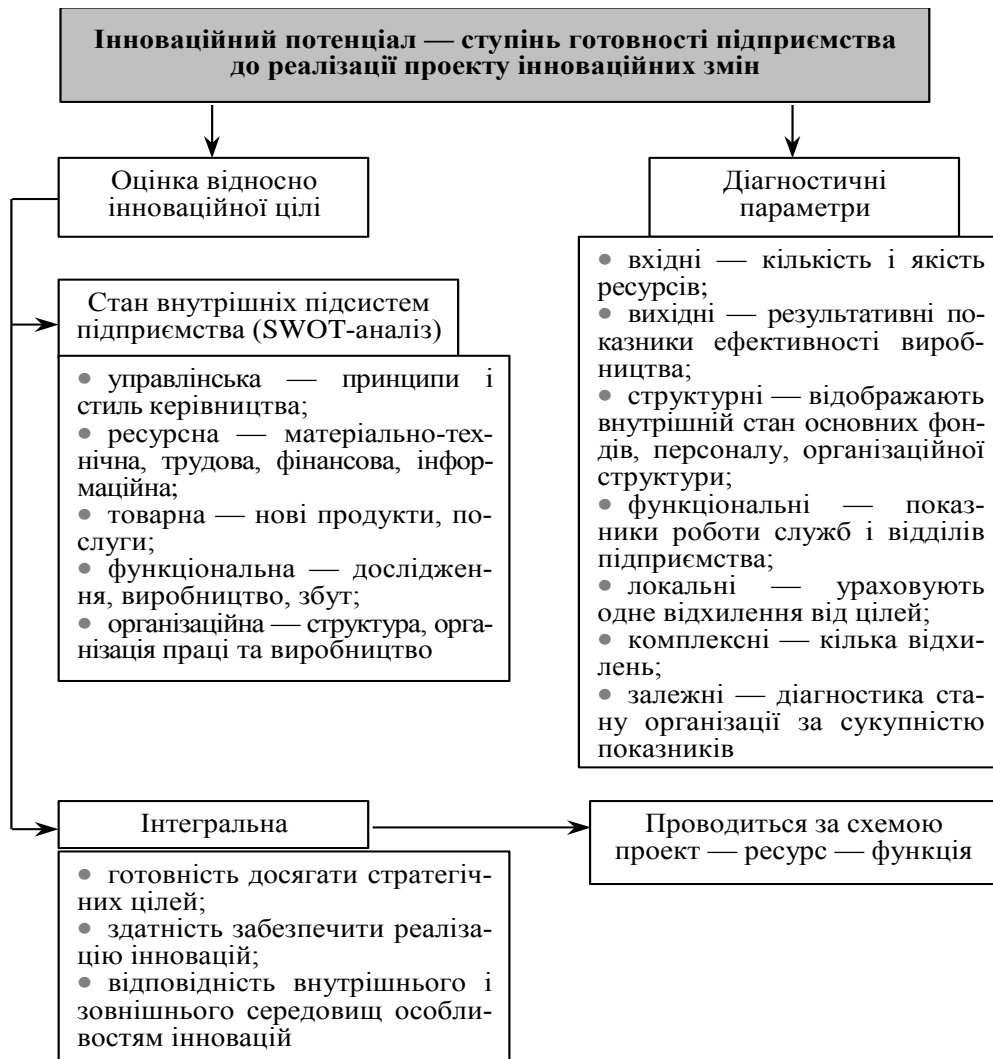 Інноваційний потенціал — ступінь готовності підприємства
до реалізації проекту інноваційних змін
Оцінка відносно
інноваційної цілі
Стан внутрішніх підсистем
підприємства (SWOT-аналіз)
• управлінська — принципи і
стиль керівництва;
• ресурсна — матеріально-тех-
нічна, трудова, фінансова, інфор-
маційна;
• товарна — нові продукти, по-
слуги;
• функціональна — досліджен-
ня, виробництво, збут;
• організаційна — структура, орга-
нізація праці та виробництво
Діагностичні
параметри
• вхідні — кількість і якість
ресурсів;
• вихідні — результативні по-
казники ефективності вироб-
ництва;
• структурні — відображають
внутрішній стан основних фон-
дів, персоналу, організаційної
структури;
• функціональні — показ-
ники роботи служб і відділів
підприємства;
• локальні — ураховують
одне відхилення від цілей;
• комплексні — кілька відхи-
лень;
• залежні — діагностика ста-
ну організації за сукупністю
показників
Інтегральна
• готовність досягати стратегіч-
них цілей;
• здатність забезпечити реаліза-
цію інновацій;
• відповідність внутрішнього і
зовнішнього середовищ особли-
востям інновацій
Проводиться за схемою
проект — ресурс — функція